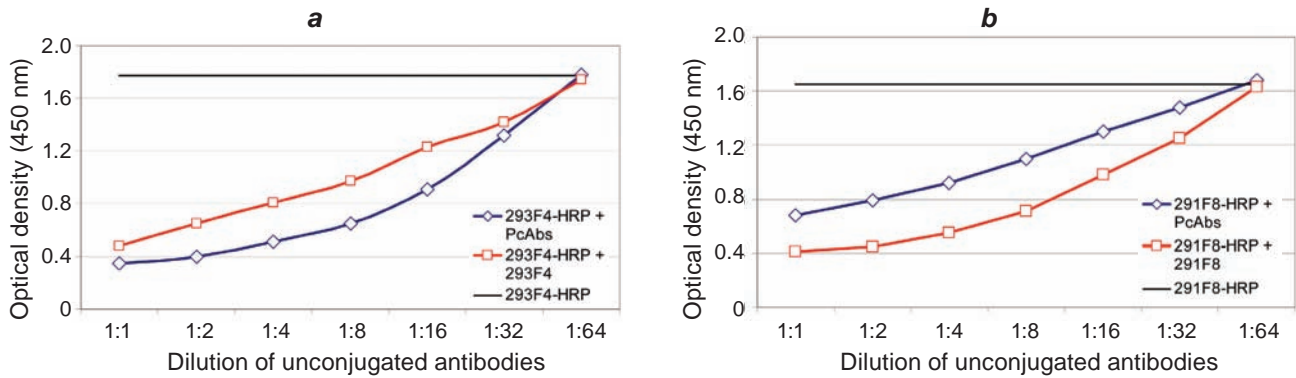 a
Optical density (450 nm)
2.0
1.6
1.2
0.8
0.4
0
293F4-HRP +
PcAbs
293F4-HRP +
293F4
293F4-HRP
1:1 1:2 1:4 1:8 1:16 1:32 1:64
Dilution of unconjugated antibodies
b
Optical density (450 nm)
2.0
1.6
1.2
0.8
0.4
0
291F8-HRP +
PcAbs
291F8-HRP +
291F8
291F8-HRP
1:1 1:2 1:4 1:8 1:16 1:32 1:64
Dilution of unconjugated antibodies